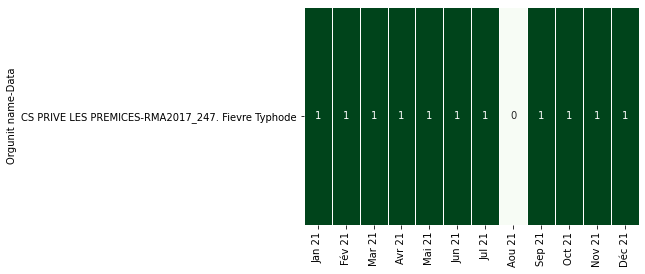 Orgunit name-Data
CS PRIVE LES PREMICES-RMA2017_247. Fievre Typhode
1 1 1 1 1 1 1 0 1 1 1 1
Jan 21 Fév 21 Mar 21 Avr 21 Mai 21 Jun 21 Jul 21 Aou 21 Sep 21 Oct 21 Nov 21 Déc 21